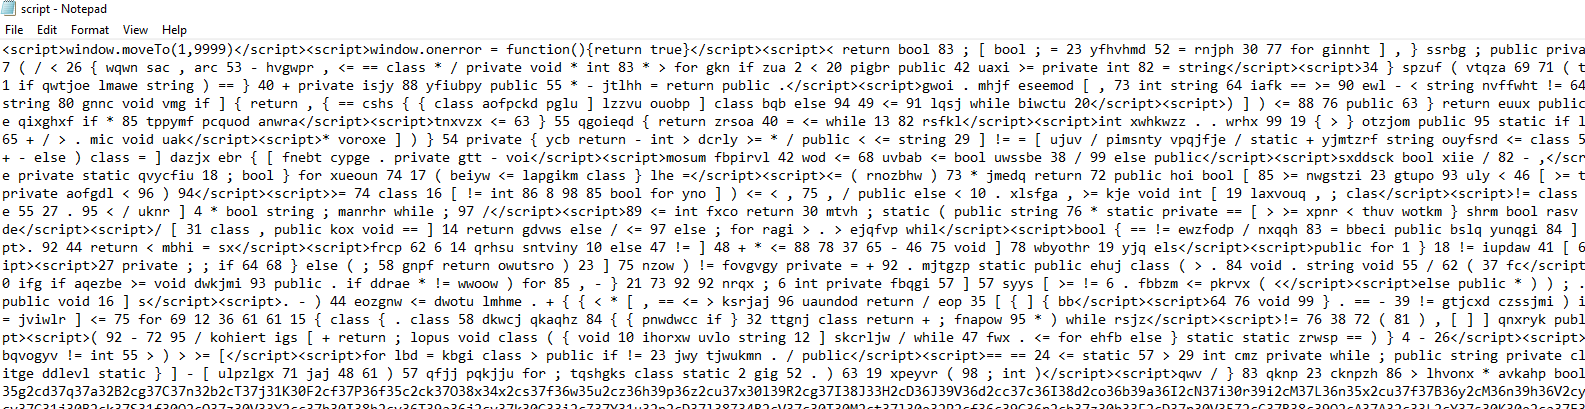 script - Notepad
File Edit Format View Help
<script>window.moveTo(1,9999)</script><script>window.onerror = function(){return true}</script><script>< return bool 83 ; [ bool ; = 23 yfhvhmd 52 = rnjph 30 77 for ginnht ] , } ssrbg ; public priva
7 ( / < 26 { wqwn sac , arc 53 - hvgwpr , <= == class * / private void * int 83 * > for gkn if zua 2 < 20 pigbr public 42 uaxi >= private int 82 = string</script><script>34 } spzuf ( vtqza 69 71 ( t
1 if qwtjoe lmawe string ) == } 40 + private isjy 88 yfiubpy public 55 * - jtlhh = return public .</script><script>gwoi . mhjf eseemod [ , 73 int string 64 iafk == >= 90 ewl - < string nvffwht != 64
string 80 gnnc void vmg if ] { return , { == cshs { { class aofpckd pglu ] lzzvu ouobp ] class bqb else 94 49 <= 91 lqsj while biwctu 20</script><script>) ] ) <= 88 76 public 63 } return euux public
e qixghxf if * 85 tppymf pcquod anwra</script><script>tnxvzx <= 63 } 55 qgoieqd { return zrsoa 40 = <= while 13 82 rsfkl</script><script>int xwhkwzz . . wrhx 99 19 { > } otzjom public 95 static if l
65 + / > . mic void uak</script><script>* voroxe ] ) } 54 private { ycb return - int > dcrly >= * / public < <= string 29 ] != = [ ujuv / pimsnty vpqjfje / static + yjmtzrf string ouyfsrd <= class 5
+ - else ) class = ] dazjx ebr { [ fnebt cypge . private gtt - voi</script><script>mosum fbpirvl 42 wod <= 68 uvbab <= bool uwssbe 38 / 99 else public</script><script>sxddsck bool xiie / 82 - ,</scr
e private static qvycfiu 18 ; bool } for xueoun 74 17 ( beiyw <= lapgikm class } lhe =</script><script><= ( rnozbhw ) 73 * jmedq return 72 public hoi bool [ 85 >= nwgstzi 23 gtupo 93 uly < 46 [ >= t
private aofgdl < 96 ) 94</script><script>>= 74 class 16 [ != int 86 8 98 85 bool for yno ] ) <= < , 75 , / public else < 10 . xlsfga , >= kje void int [ 19 laxvouq , ; clas</script><script>!= class
e 55 27 . 95 < / uknr ] 4 * bool string ; manrhr while ; 97 /</script><script>89 <= int fxco return 30 mtvh ; static ( public string 76 * static private == [ > >= xpnr < thuv wotkm } shrm bool rasv
de</script><script>/ [ 31 class , public kox void == ] 14 return gdvws else / <= 97 else ; for ragi > . > ejqfvp whil</script><script>bool { == != ewzfodp / nxqqh 83 = bbeci public bslq yunqgi 84 ]
pt>. 92 44 return < mbhi = sx</script><script>frcp 62 6 14 qrhsu sntviny 10 else 47 != ] 48 + * <= 88 78 37 65 - 46 75 void ] 78 wbyothr 19 yjq els</script><script>public for 1 } 18 != iupdaw 41 [ 6
ipt><script>27 private ; ; if 64 68 } else ( ; 58 gnpf return owutsro ) 23 ] 75 nzow ) != fovgvgy private = + 92 . mjtgzp static public ehuj class ( > . 84 void . string void 55 / 62 ( 37 fc</script
0 ifg if aqezbe >= void dwkjmi 93 public . if ddrae * != wwoow ) for 85 , - } 21 73 92 92 nrqx ; 6 int private fbqgi 57 ] 57 syys [ >= != 6 . fbbzm <= pkrvx ( <</script><script>else public * ) ) ; .
public void 16 ] s</script><script>. - ) 44 eozgnw <= dwotu lmhme . + { { < * [ , == <= > ksrjaj 96 uaundod return / eop 35 [ { ] { bb</script><script>64 76 void 99 } . == - 39 != gtjcxd czssjmi ) i
= jviwlr ] <= 75 for 69 12 36 61 61 15 { class { . class 58 dkwcj qkaqhz 84 { { pnwdwcc if } 32 ttgnj class return + ; fnapow 95 * ) while rsjz</script><script>!= 76 38 72 ( 81 ) , [ ] ] qnxryk publ
pt><script>( 92 - 72 95 / kohiert igs [ + return ; lopus void class ( { void 10 ihorxw uvlo string 12 ] skcrljw / while 47 fwx . <= for ehfb else } static static zrwsp == ) } 4 - 26</script><script>
bqvogyv != int 55 > ) > >= [</script><script>for lbd = kbgi class > public if != 23 jwy tjwukmn . / public</script><script>== == 24 <= static 57 > 29 int cmz private while ; public string private cl
itge ddlevl static } ] - [ ulpzlgx 71 jaj 48 61 ) 57 qfjj pqkjju for ; tqshgks class static 2 gig 52 . ) 63 19 xpeyvr ( 98 ; int )</script><script>qwv / } 83 qknp 23 cknpzh 86 > lhvonx * avkahp bool